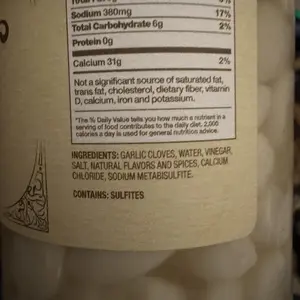 Sodium 380mg 17%
Total Carbohydrate 6g 2%
Protein 0g
Calcium 31g 2%
Not a significant source of saturated fat,
trans fat, cholesterol, dietary fiber, vitamin
D, calcium, iron and potassium.
*The % Daily Value tells you how much a nutrient in a
serving of food contributes to the daily diet. 2,000
calories a day is used for general nutrition advice.
INGREDIENTS: GARLIC CLOVES, WATER, VINEGAR,
SALT, NATURAL FLAVORS AND SPICES, CALCIUM
CHLORIDE, SODIUM METABISULFITE.
CONTAINS: SULFITES